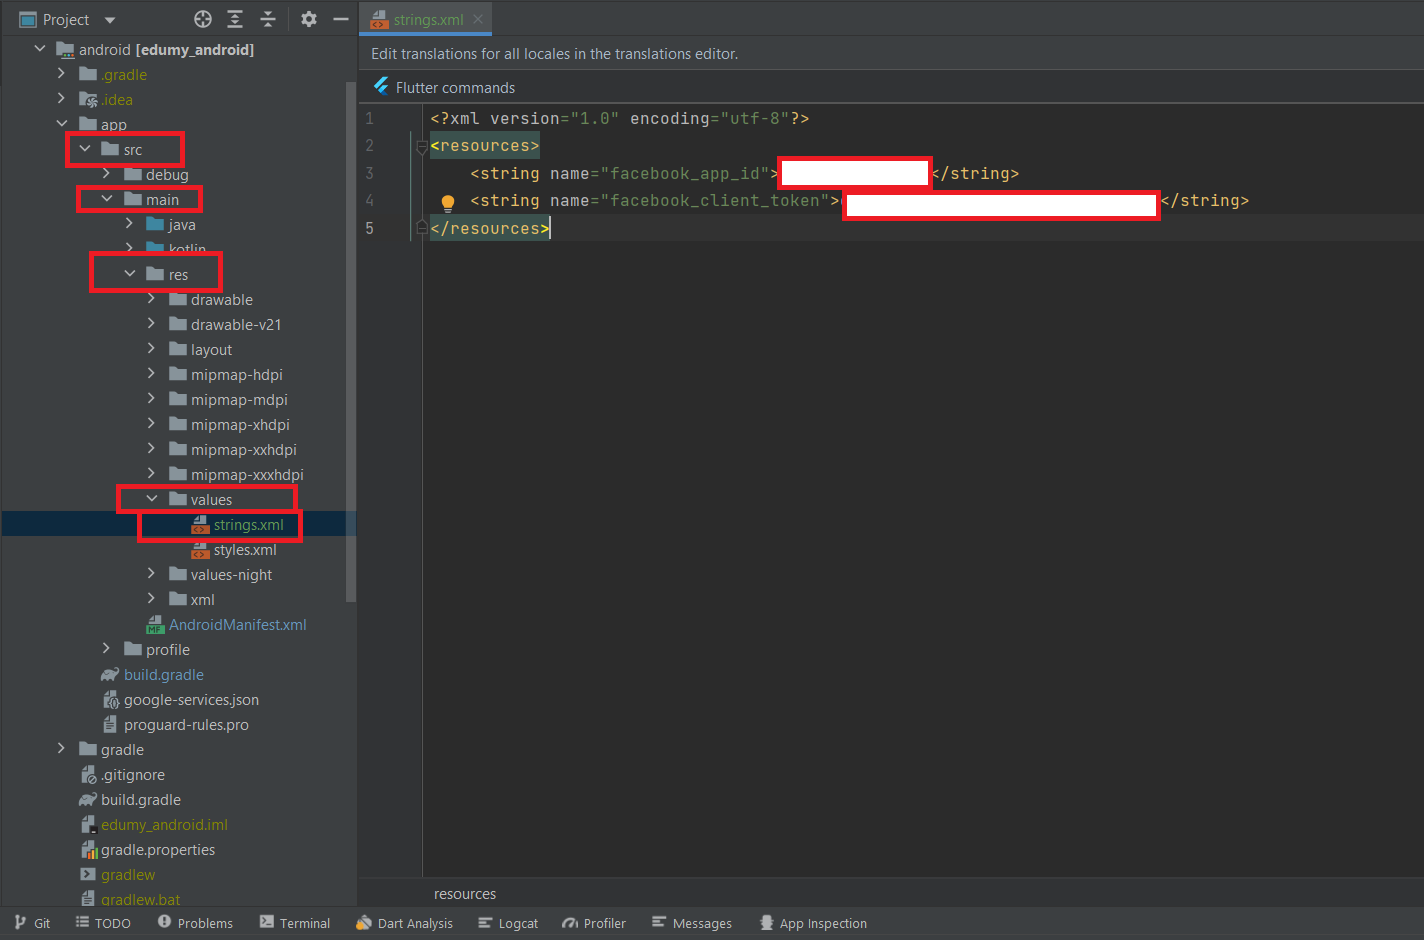 Project
android [edumy_android]
.gradle
.idea
app
src
debug
main
java
kotlin
res
drawable
drawable-v21
layout
mipmap-hdpi
mipmap-mdpi
mipmap-xhdpi
mipmap-xxhdpi
mipmap-xxxhdpi
values
strings.xml
styles.xml
values-night
xml
AndroidManifest.xml
profile
build.gradle
google-services.json
proguard-rules.pro
gradle
.gitignore
build.gradle
edumy_android.iml
gradle.properties
gradlew
gradlew.bat
strings.xml
Edit translations for all locales in the translations editor.
Flutter commands
1 <?xml version="1.0" encoding="utf-8"?>
2 <resources>
3 <string name="facebook_app_id"></string>
4 <string name="facebook_client_token"></string>
5 </resources>
resources
Git TODO Problems Terminal Dart Analysis Logcat Profiler Messages App Inspection